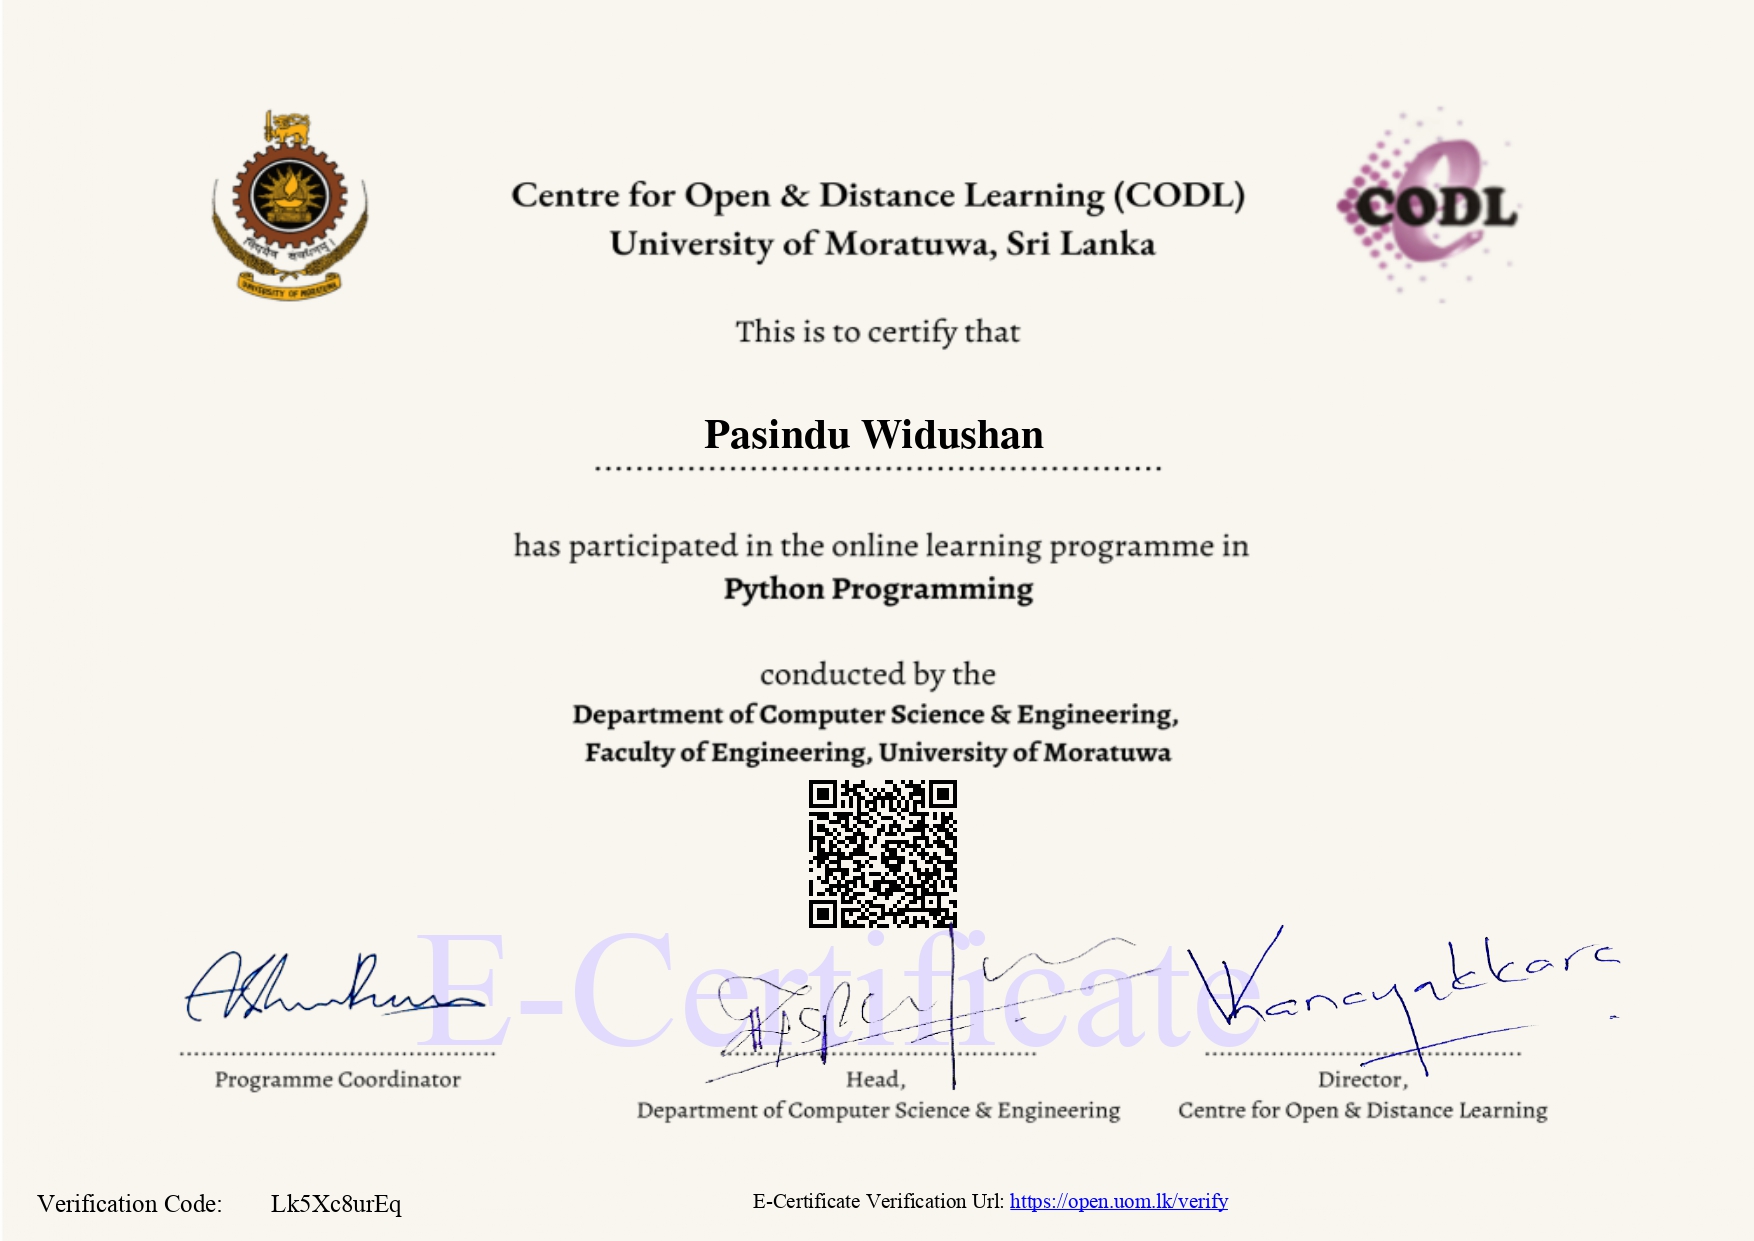 Centre for Open & Distance Learning (CODL)
University of Moratuwa, Sri Lanka
UNIVERSITY OF MORATUWA
CODL
This is to certify that
Pasindu Widushan
has participated in the online learning programme in
Python Programming
conducted by the
Department of Computer Science & Engineering,
Faculty of Engineering, University of Moratuwa
E-Certificate
Programme Coordinator
Head,
Department of Computer Science & Engineering
Director,
Centre for Open & Distance Learning
Verification Code: Lk5Xc8urEq
E-Certificate Verification Url: https://open.uom.lk/verify